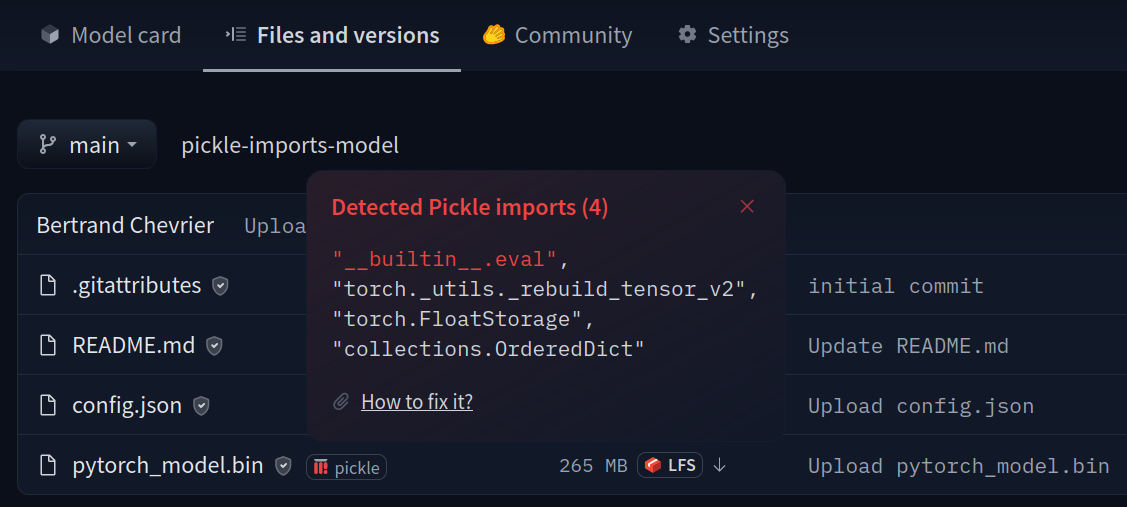 Model card Files and versions Community Settings
main pickle-imports-model
Detected Pickle imports (4)
Bertrand Chevrier Uploa
"__builtin__.eval",
.gitattributes "torch._utils._rebuild_tensor_v2", initial commit
"torch.FloatStorage",
README.md "collections.OrderedDict" Update README.md
config.json How to fix it? Upload config.json
pytorch_model.bin pickle 265 MB LFS Upload pytorch_model.bin